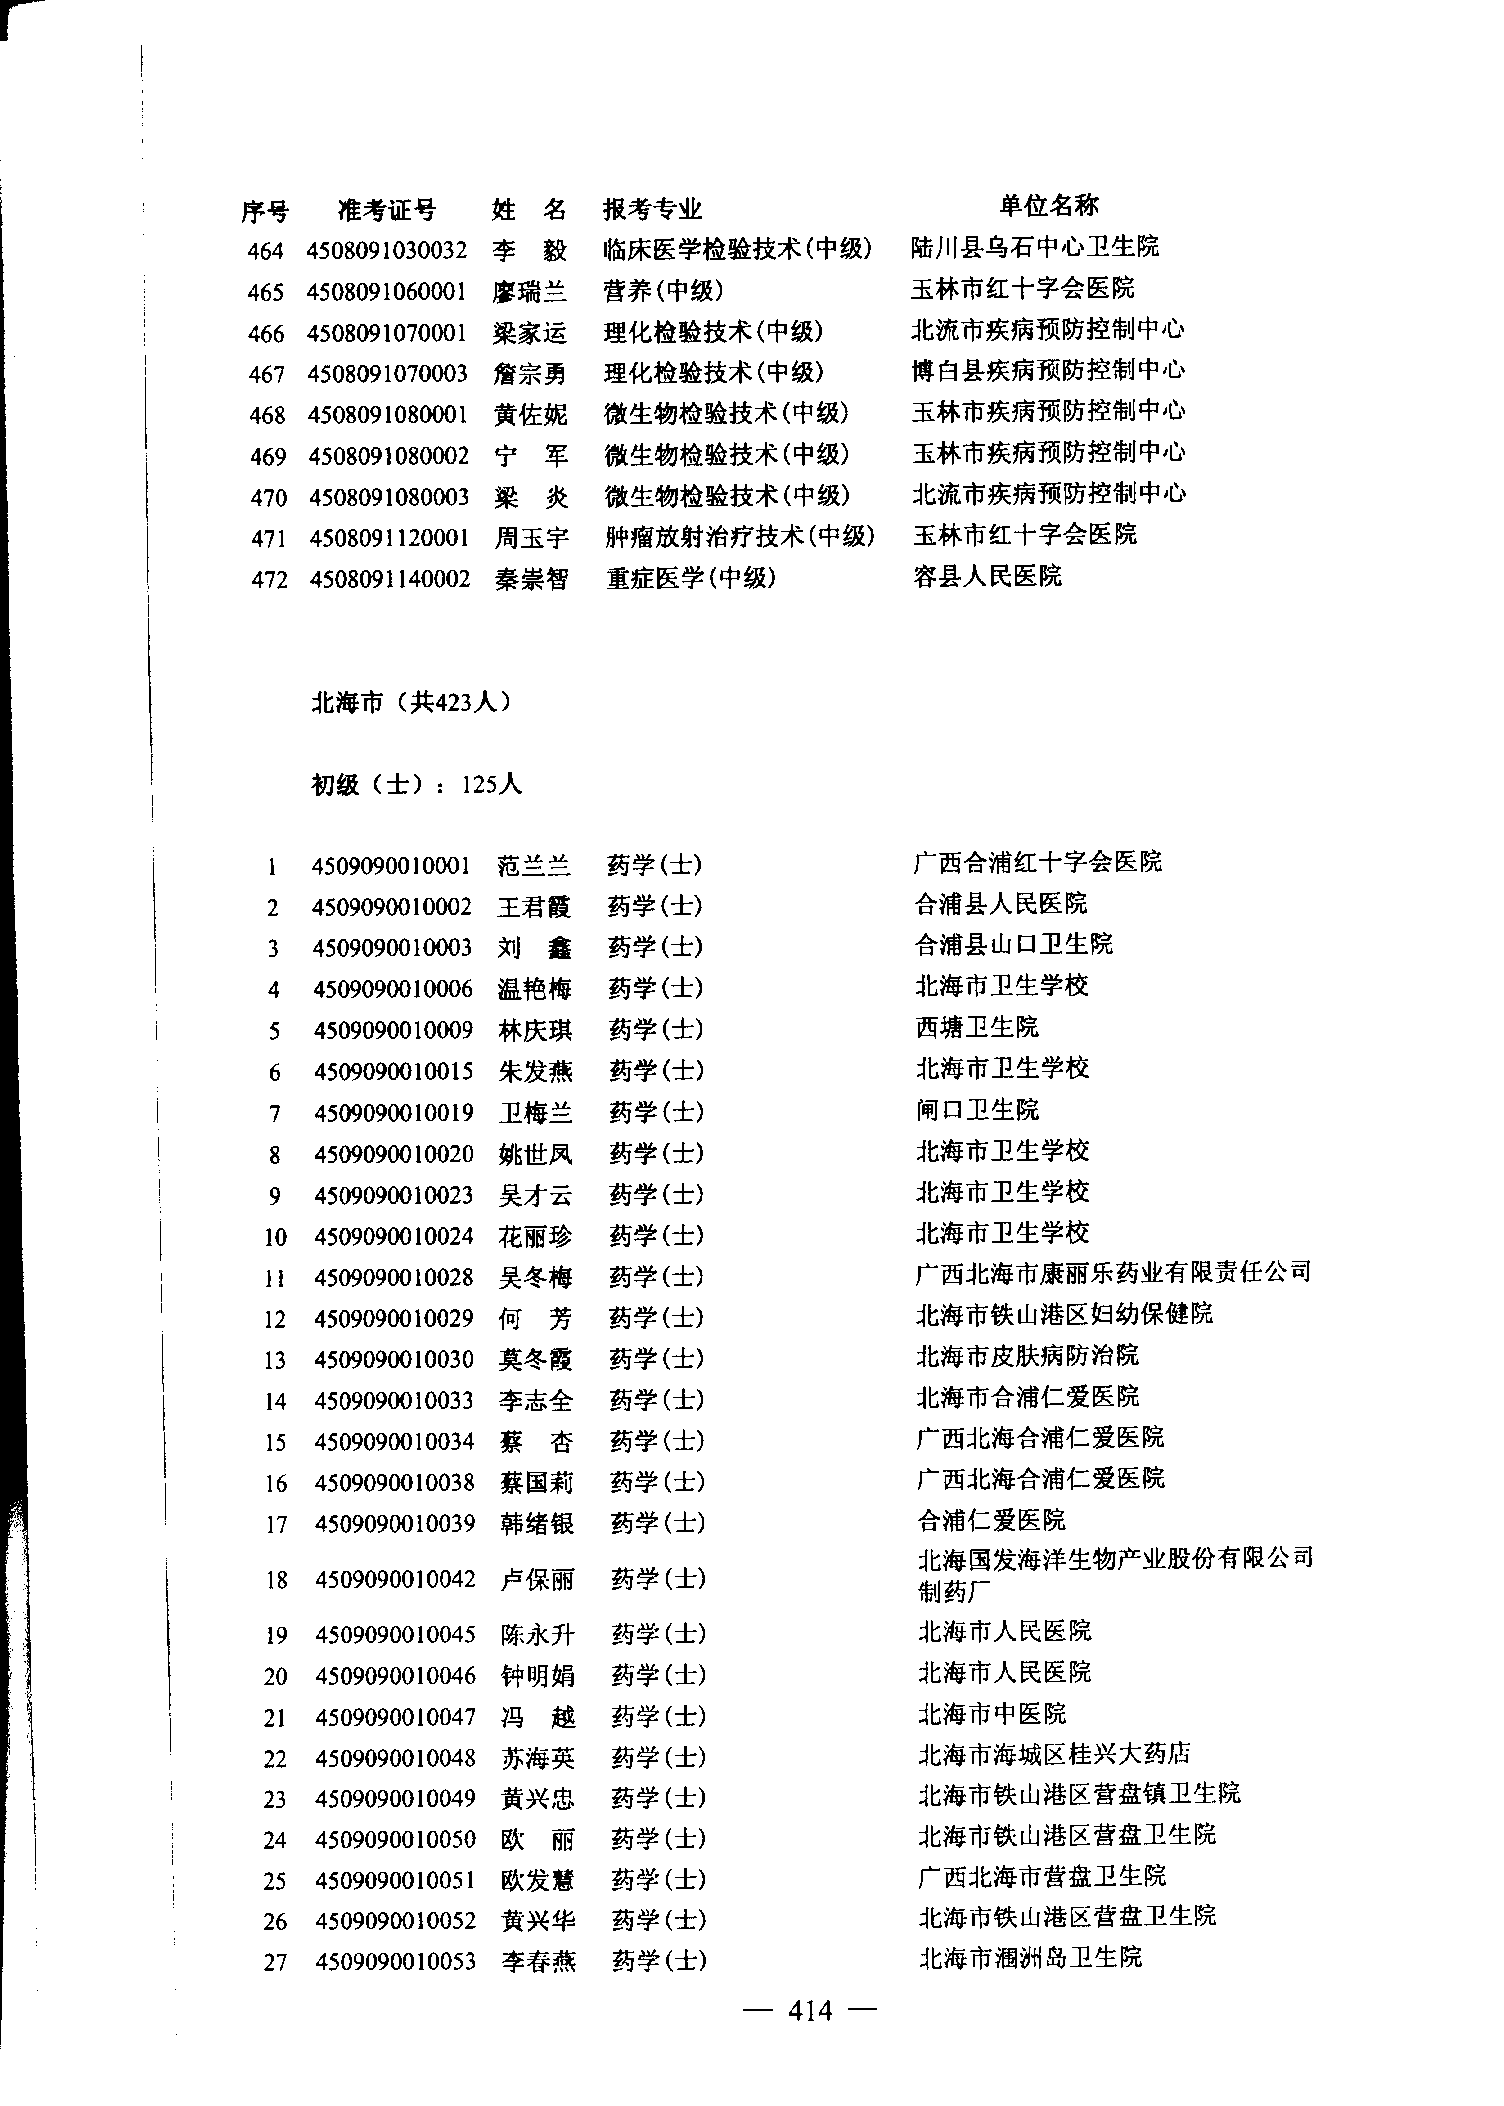 序号 准考证号 姓 名 报考专业 单位名称
464 4508091030032 李 毅 临床医学检验技术(中级) 陆川县乌石中心卫生院
465 4508091060001 廖瑞兰 营养(中级) 玉林市红十字会医院
466 4508091070001 梁家运 理化检验技术(中级) 北流市疾病预防控制中心
467 4508091070003 詹宗勇 理化检验技术(中级) 博白县疾病预防控制中心
468 4508091080001 黄佐妮 微生物检验技术(中级) 玉林市疾病预防控制中心
469 4508091080002 宁 军 微生物检验技术(中级) 玉林市疾病预防控制中心
470 4508091080003 梁 炎 微生物检验技术(中级) 北流市疾病预防控制中心
471 4508091120001 周玉宇 肿瘤放射治疗技术(中级) 玉林市红十字会医院
472 4508091140002 秦崇智 重症医学(中级) 容县人民医院
北海市（共423人）
初级（士）：125人
1 4509090010001 范兰兰 药学(士) 广西合浦红十字会医院
2 4509090010002 王君霞 药学(士) 合浦县人民医院
3 4509090010003 刘 鑫 药学(士) 合浦县山口卫生院
4 4509090010006 温艳梅 药学(士) 北海市卫生学校
5 4509090010009 林庆琪 药学(士) 西塘卫生院
6 4509090010015 朱发燕 药学(士) 北海市卫生学校
7 4509090010019 卫梅兰 药学(士) 闸口卫生院
8 4509090010020 姚世凤 药学(士) 北海市卫生学校
9 4509090010023 吴才云 药学(士) 北海市卫生学校
10 4509090010024 花丽珍 药学(士) 北海市卫生学校
11 4509090010028 吴冬梅 药学(士) 广西北海市康丽乐药业有限责任公司
12 4509090010029 何 芳 药学(士) 北海市铁山港区妇幼保健院
13 4509090010030 莫冬霞 药学(士) 北海市皮肤病防治院
14 4509090010033 李志全 药学(士) 北海市合浦仁爱医院
15 4509090010034 蔡 杏 药学(士) 广西北海合浦仁爱医院
16 4509090010038 蔡国莉 药学(士) 广西北海合浦仁爱医院
17 4509090010039 韩绪银 药学(士) 合浦仁爱医院
18 4509090010042 卢保丽 药学(士) 北海国发海洋生物产业股份有限公司
制药厂
19 4509090010045 陈永升 药学(士) 北海市人民医院
20 4509090010046 钟明娟 药学(士) 北海市人民医院
21 4509090010047 冯 越 药学(士) 北海市中医院
22 4509090010048 苏海英 药学(士) 北海市海城区桂兴大药店
23 4509090010049 黄兴忠 药学(士) 北海市铁山港区营盘镇卫生院
24 4509090010050 欧 丽 药学(士) 北海市铁山港区营盘卫生院
25 4509090010051 欧发慧 药学(士) 广西北海市营盘卫生院
26 4509090010052 黄兴华 药学(士) 北海市铁山港区营盘卫生院
27 4509090010053 李春燕 药学(士) 北海市涠洲岛卫生院
— 414 —